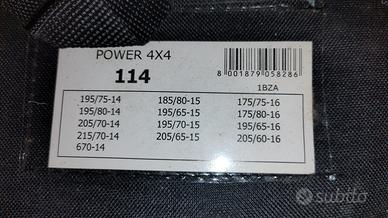 POWER 4X4
114
8 001879 058286
1BZA
195/75-14 185/80-15 175/75-16
195/80-14 195/65-15 175/80-16
205/70-14 195/70-15 195/65-16
215/70-14 205/65-15 205/60-16
670-14
subito